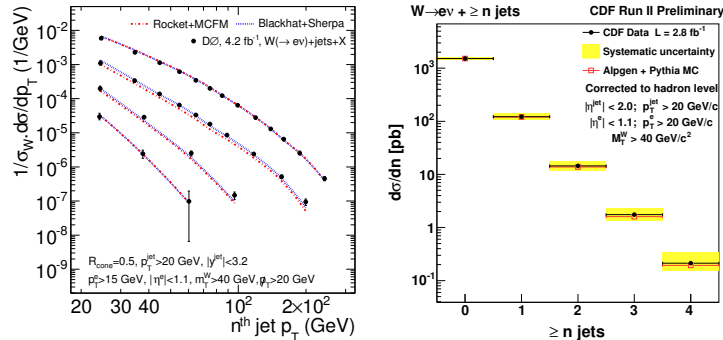 Rocket+MCFM Blackhat+Sherpa
DØ, 4.2 fb⁻¹, W(→ eν)+jets+X
1/σ_W.dσ/dp_T (1/GeV)
10⁻¹
10⁻²
10⁻³
10⁻⁴
10⁻⁵
10⁻⁶
10⁻⁷
10⁻⁸
10⁻⁹
R_cone=0.5, p_T^jet>20 GeV, |y^jet|<3.2
p_T^e>15 GeV, |η^e|<1.1, m_T^W>40 GeV, p̸_T>20 GeV
20 30 40 10² 2×10²
nᵗʰ jet p_T (GeV)
W→eν + ≥ n jets CDF Run II Preliminary
CDF Data L = 2.8 fb⁻¹
Systematic uncertainty
Alpgen + Pythia MC
Corrected to hadron level
|η^jet| < 2.0; p_T^jet > 20 GeV/c
|η^e| < 1.1; p_T^e > 20 GeV/c
M_T^W > 40 GeV/c²
dσ/dn [pb]
10³
10²
10
1
10⁻¹
0 1 2 3 4
≥ n jets